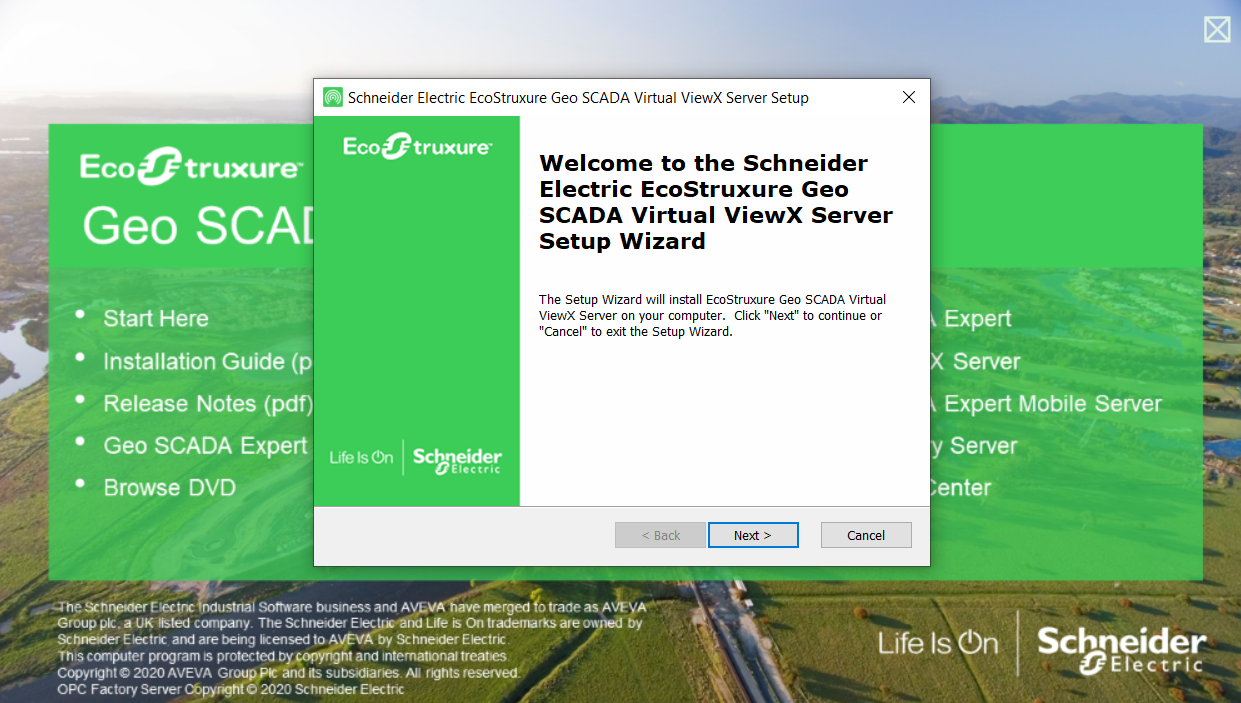 Schneider Electric EcoStruxure Geo SCADA Virtual ViewX Server Setup
EcoStruxure™
Welcome to the Schneider
Electric EcoStruxure Geo
SCADA Virtual ViewX Server
Setup Wizard
The Setup Wizard will install EcoStruxure Geo SCADA Virtual
ViewX Server on your computer. Click "Next" to continue or
"Cancel" to exit the Setup Wizard.
Life Is On | Schneider Electric
< Back
Next >
Cancel
EcoStruxure™
Geo SCAD
• Start Here
• Installation Guide (p
• Release Notes (pdf)
• Geo SCADA Expert
• Browse DVD
A Expert
X Server
A Expert Mobile Server
y Server
Center
The Schneider Electric industrial Software business and AVEVA have merged to trade as AVEVA
Group plc, a UK listed company. The Schneider Electric and Life is On trademarks are owned by
Schneider Electric and are being licensed to AVEVA by Schneider Electric.
This computer program is protected by copyright and international treaties
Copyright © 2020 AVEVA Group Plc and its subsidiaries. All rights reserved.
OPC Factory Server Copyright © 2020 Schneider Electric
Life Is On | Schneider Electric